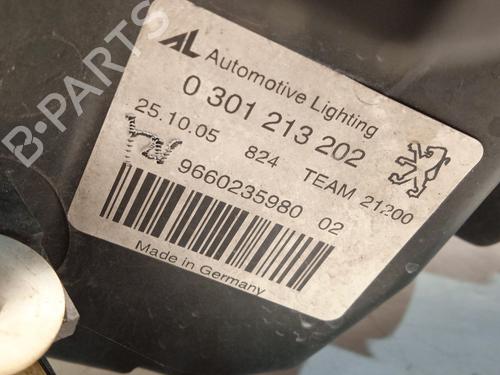 B-PARTS
AL Automotive Lighting
0 301 213 202
25.10.05 824 TEAM 21200
9660235980 02
Made in Germany